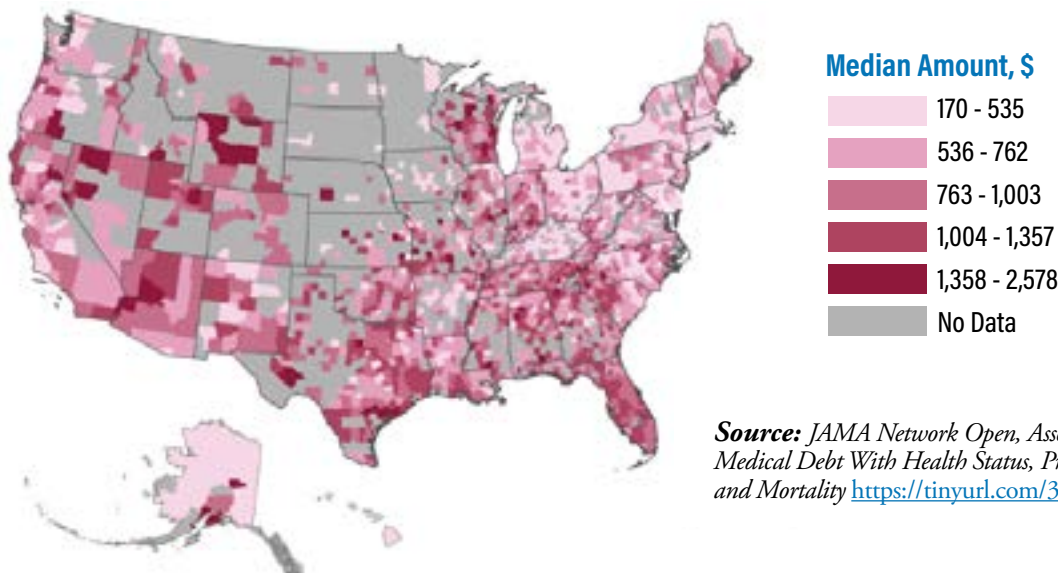 Median Amount, $
170 - 535
536 - 762
763 - 1,003
1,004 - 1,357
1,358 - 2,578
No Data
Source: JAMA Network Open, Ass
Medical Debt With Health Status, P
and Mortality https://tinyurl.com/3